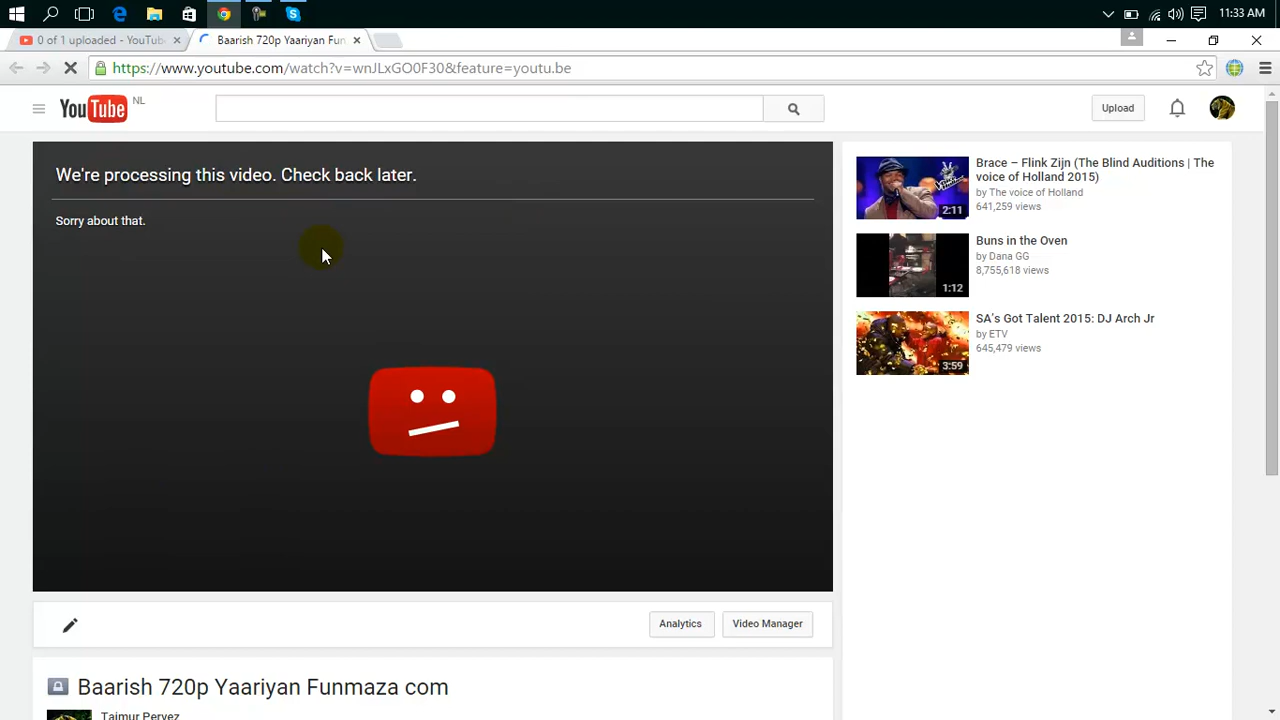 11:33 AM
0 of 1 uploaded - YouTub
Baarish 720p Yaariyan Fun
https://www.youtube.com/watch?v=wnJLxGO0F30&feature=youtu.be
YouTube NL
Upload
We're processing this video. Check back later.
Sorry about that.
Brace – Flink Zijn (The Blind Auditions | The
voice of Holland 2015)
by The voice of Holland
641,259 views
2:11
Buns in the Oven
by Dana GG
8,755,618 views
1:12
SA's Got Talent 2015: DJ Arch Jr
by ETV
645,479 views
3:59
Analytics
Video Manager
Baarish 720p Yaariyan Funmaza com
Taimur Pervez